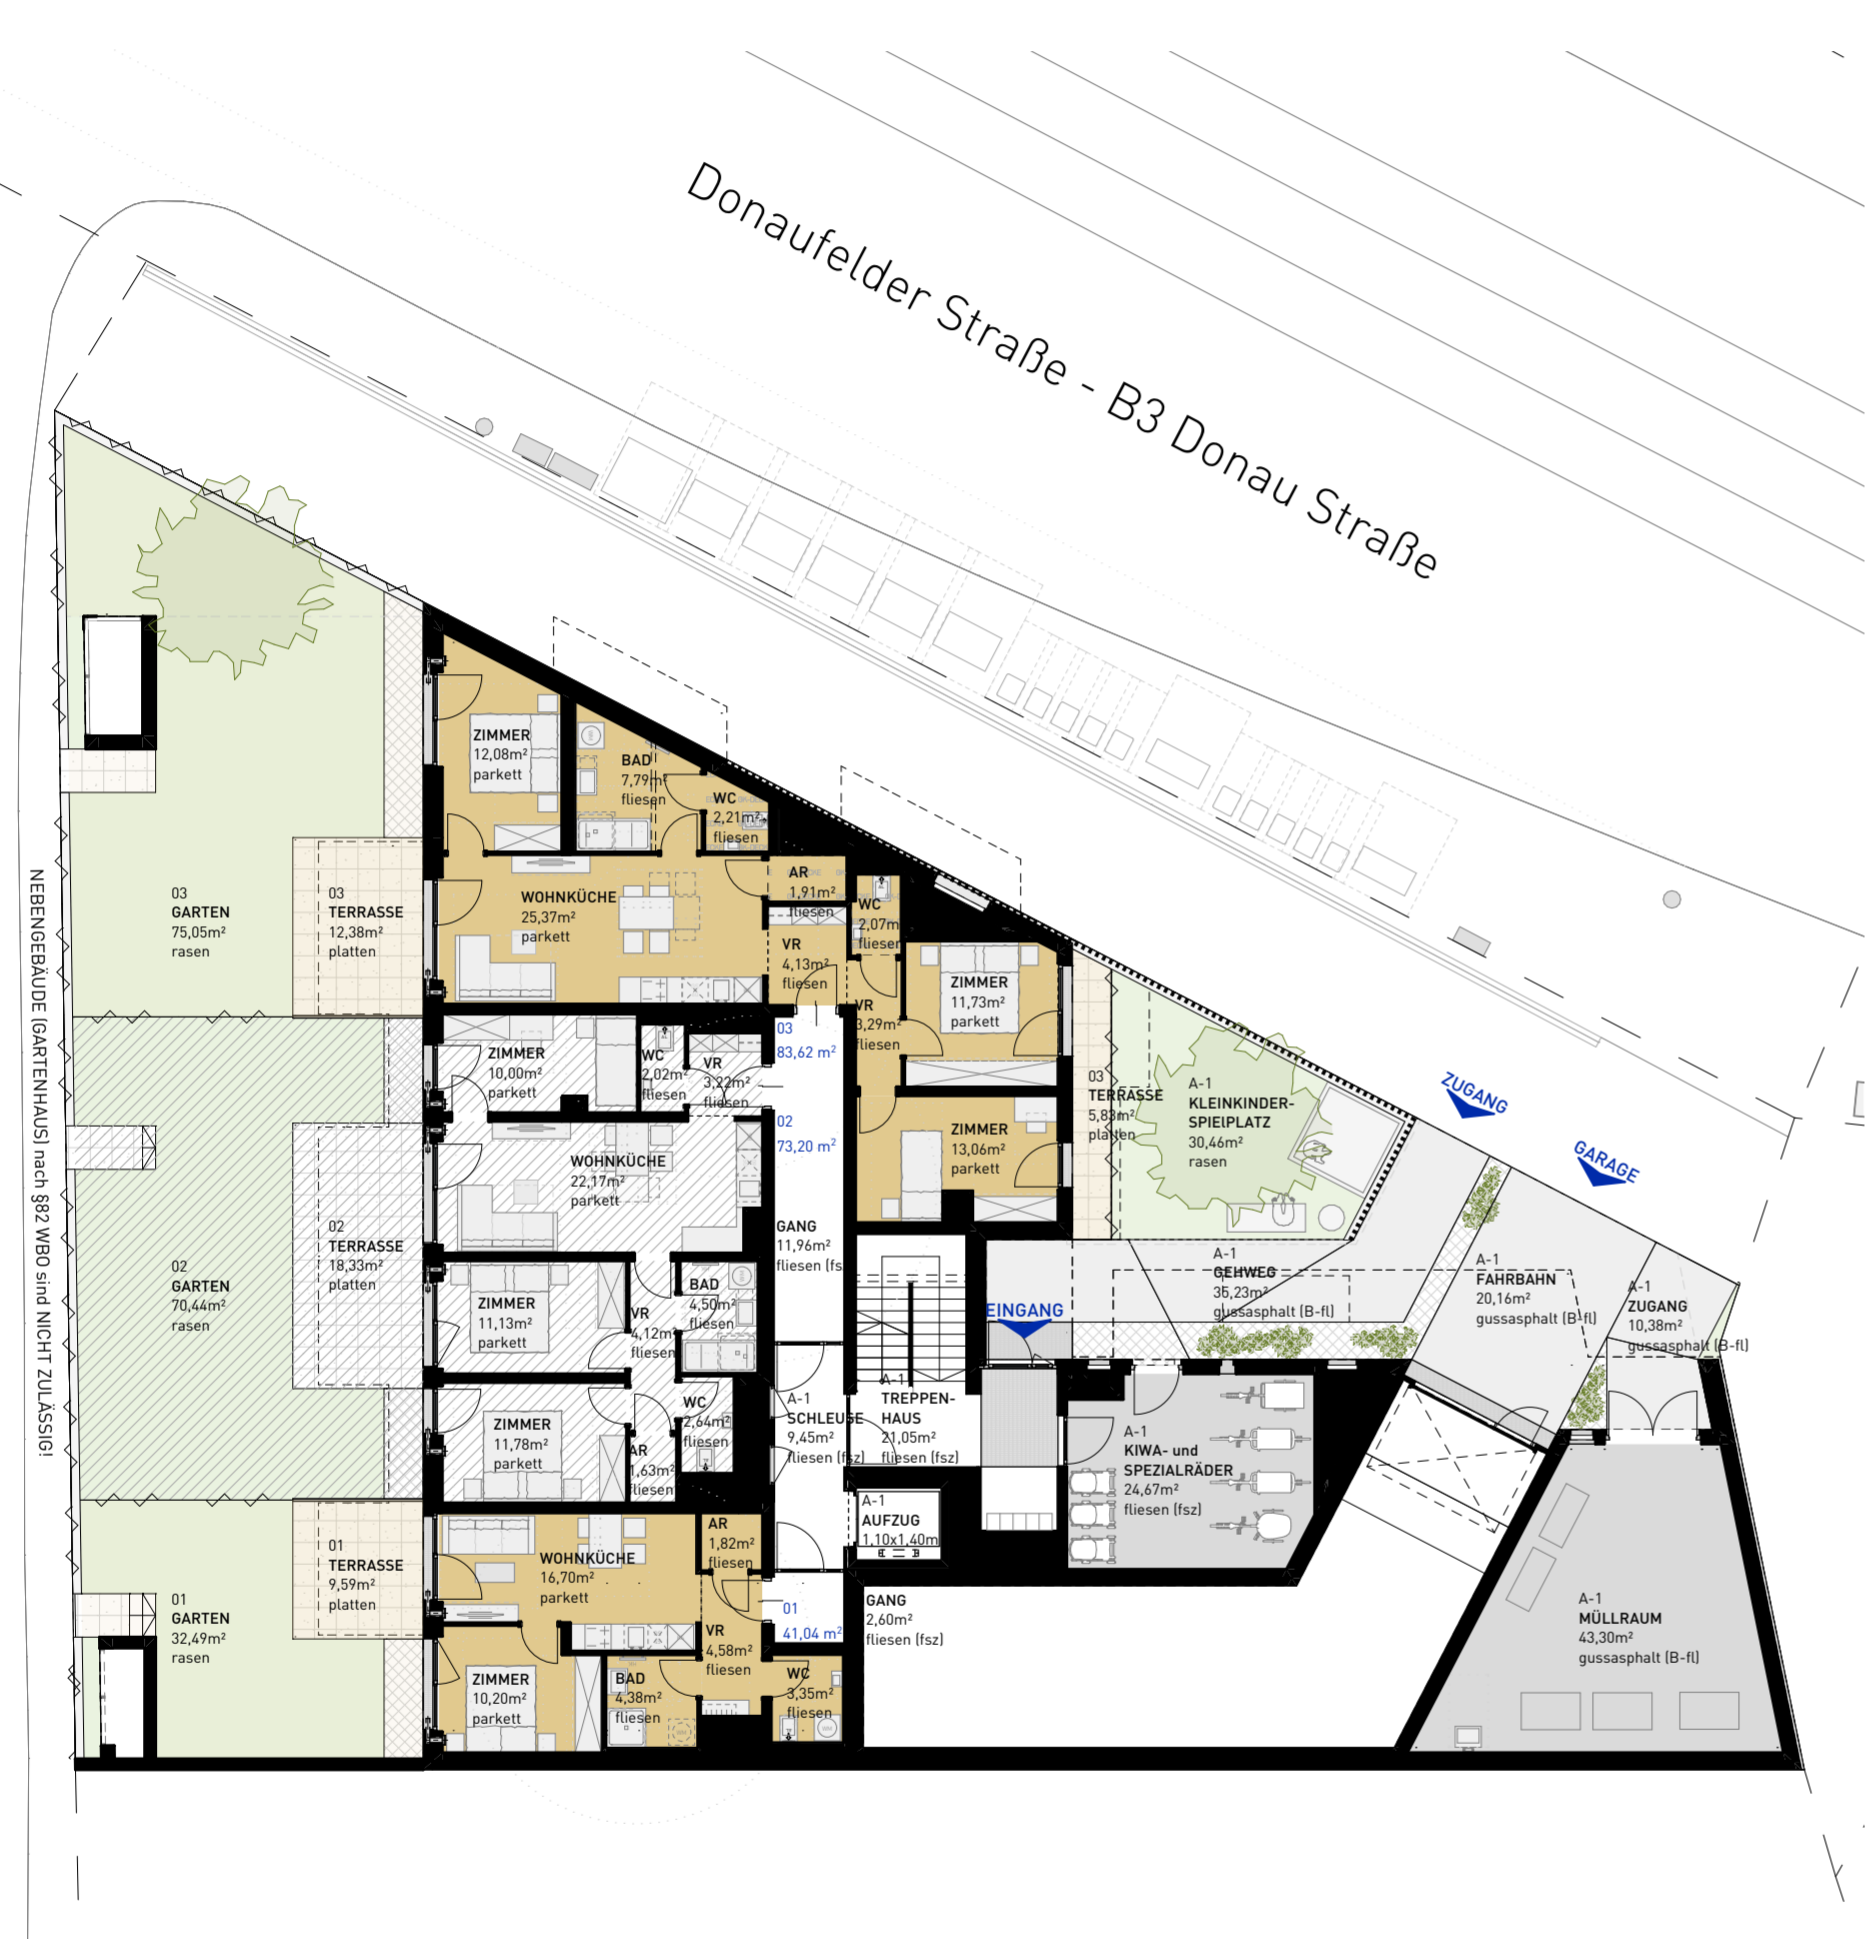 Donaufelder Straße - B3 Donau Straße
NEBENGEBÄUDE (GARTENHAUS) nach §82 WBO sind NICHT ZULÄSSIG!
03
GARTEN
75,05m²
rasen
03
TERRASSE
12,38m²
platten
ZIMMER
12,08m²
parkett
BAD
7,79m²
fliesen
WC
2,21m²
fliesen
WOHNKÜCHE
25,37m²
parkett
AR
1,91m²
fliesen
VR
4,13m²
fliesen
WC
2,07m
fliesen
VR
3,29m²
fliesen
ZIMMER
11,73m²
parkett
ZIMMER
13,06m²
parkett
03
TERRASSE
5,83m²
platten
A-1
KLEINKINDER-
SPIElPLATZ
30,46m²
rasen
ZUGANG
GARAGE
03
83,62 m²
02
73,20 m²
ZIMMER
10,00m²
parkett
WC
2,02m²
fliesen
VR
3,22m²
fliesen
WOHNKÜCHE
22,17m²
parkett
02
TERRASSE
18,33m²
platten
02
GARTEN
70,44m²
rasen
GANG
11,96m²
fliesen (fs
ZIMMER
11,13m²
parkett
VR
4,12m²
fliesen
BAD
4,50m²
fliesen
ZIMMER
11,78m²
parkett
AR
1,63m²
fliesen
WC
2,64m²
fliesen
A-1
SCHLEUSE
9,45m²
fliesen (fsz)
A-1
TREPPEN-
HAUS
21,05m²
fliesen (fsz)
EINGANG
A-1
GEHWEG
35,23m²
gussasphalt (B-fl)
A-1
FAHRBAHN
20,16m²
gussasphalt (B-fl)
A-1
ZUGANG
10,38m²
gussasphalt (B-fl)
A-1
KIWA- und
SPEZIALRÄDER
24,67m²
fliesen (fsz)
A-1
AUFZUG
1,10x1,40m
01
TERRASSE
9,59m²
platten
01
GARTEN
32,49m²
rasen
WOHNKÜCHE
16,70m²
parkett
AR
1,82m²
fliesen
01
41,04 m²
GANG
2,60m²
fliesen (fsz)
VR
4,58m²
fliesen
ZIMMER
10,20m²
parkett
BAD
4,38m²
fliesen
WC
3,35m²
fliesen
A-1
MÜLLRAUM
43,30m²
gussasphalt (B-fl)